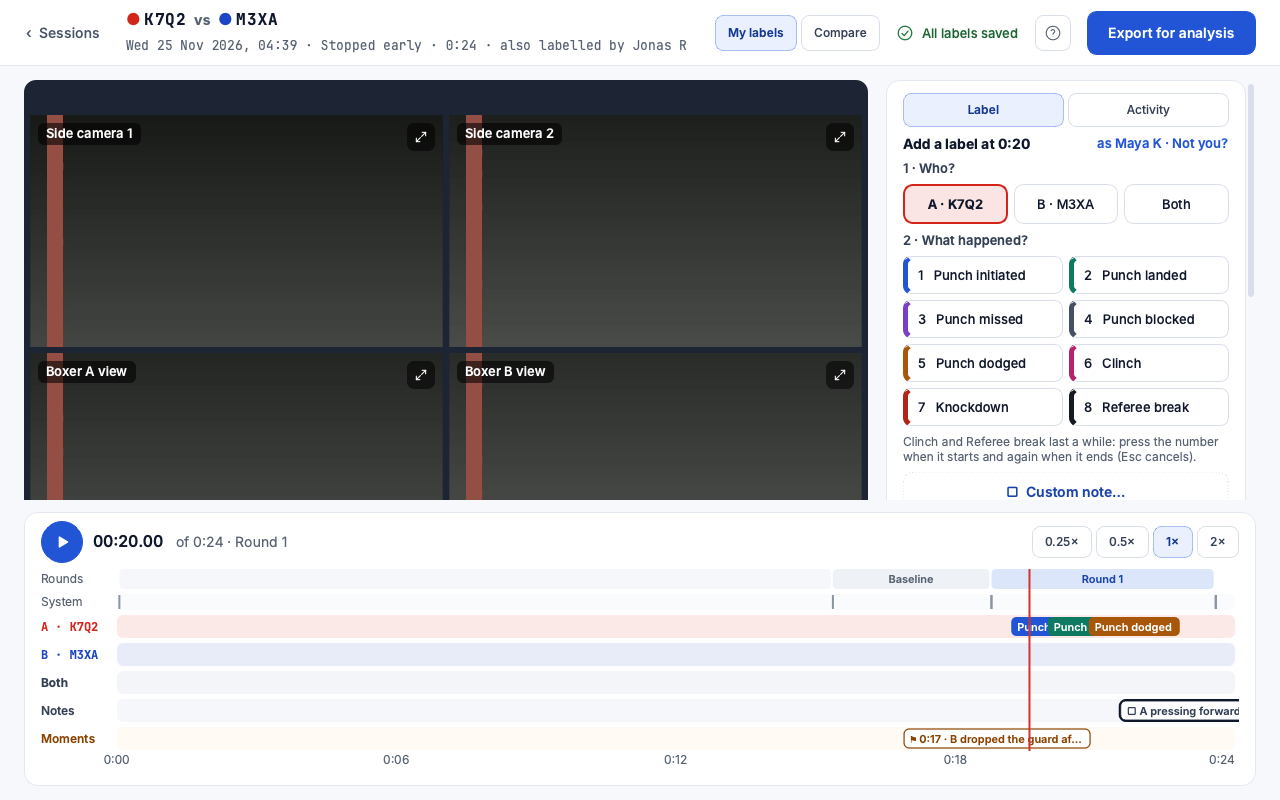 ‹ Sessions
K7Q2 vs M3XA
Wed 25 Nov 2026, 04:39 · Stopped early · 0:24 · also labelled by Jonas R
My labels
Compare
All labels saved
?
Export for analysis
Side camera 1
Side camera 2
Boxer A view
Boxer B view
Label
Activity
Add a label at 0:20
as Maya K · Not you?
1 · Who?
A · K7Q2
B · M3XA
Both
2 · What happened?
1 Punch initiated
2 Punch landed
3 Punch missed
4 Punch blocked
5 Punch dodged
6 Clinch
7 Knockdown
8 Referee break
Clinch and Referee break last a while: press the number
when it starts and again when it ends (Esc cancels).
Custom note...
00:20.00 of 0:24 · Round 1
0.25×
0.5×
1×
2×
Rounds
Baseline
Round 1
System
A · K7Q2
Punch
Punch
Punch dodged
B · M3XA
Both
Notes
A pressing forward
Moments
0:17 · B dropped the guard af...
0:00
0:06
0:12
0:18
0:24